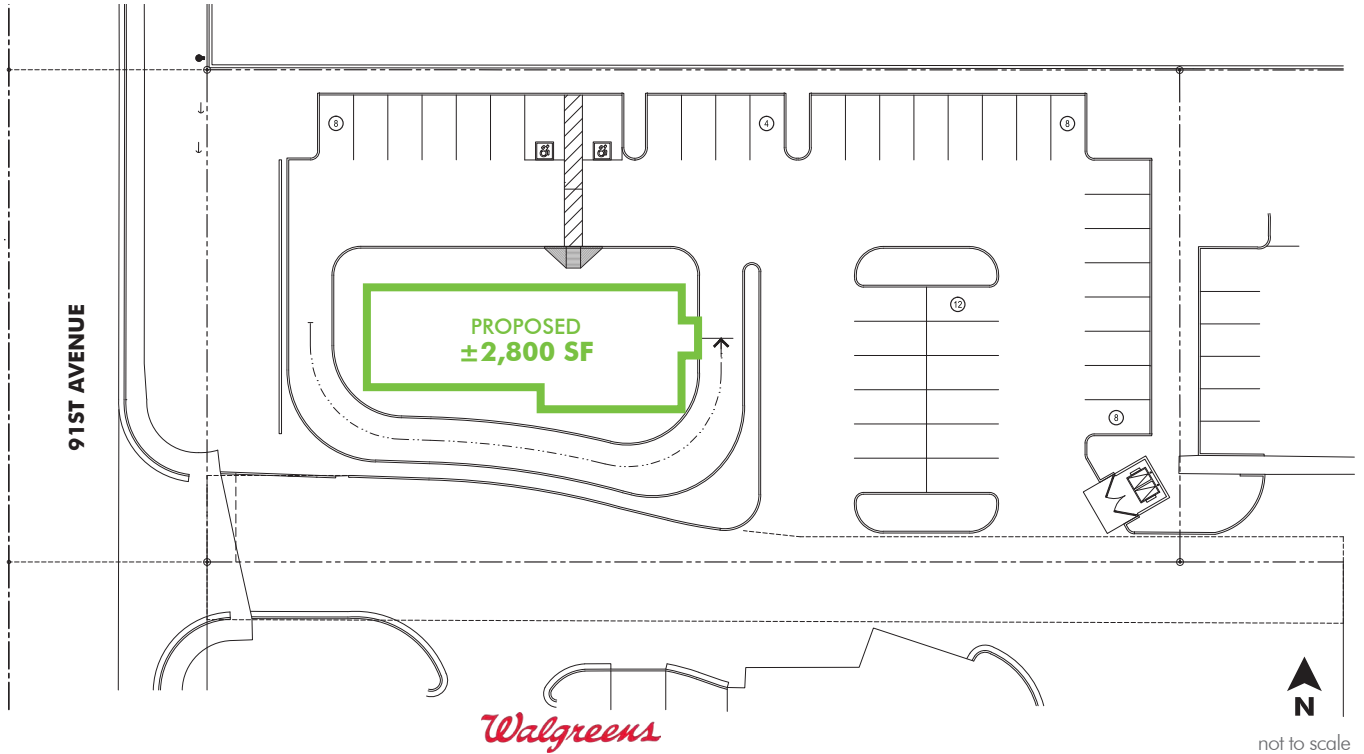 8
4
8
PROPOSED
±2,800 SF
12
91ST AVENUE
8
N
Walgreens
not to scale